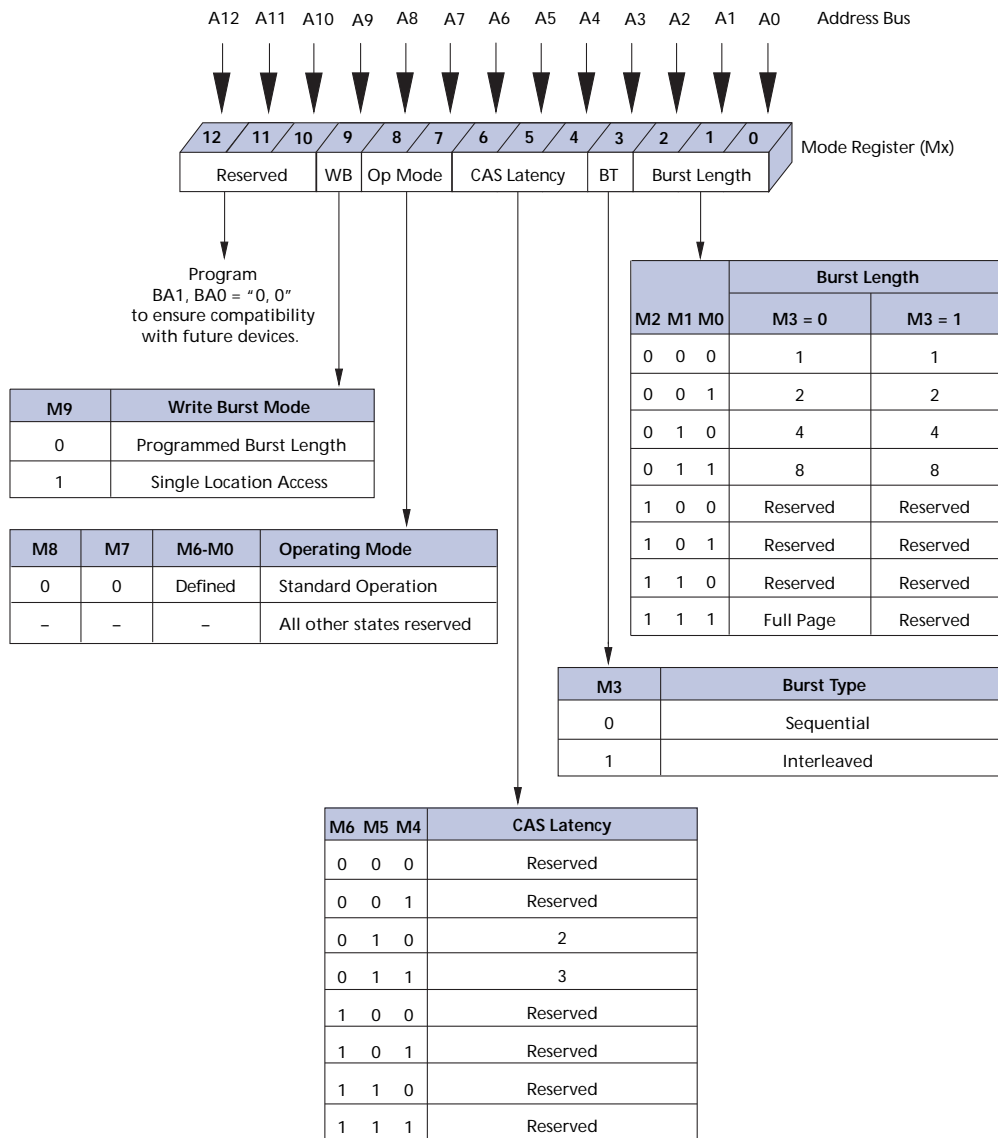 A12 A11 A10 A9 A8 A7 A6 A5 A4 A3 A2 A1 A0 Address Bus
12 11 10 9 8 7 6 5 4 3 2 1 0
Mode Register (Mx)
Reserved WB Op Mode CAS Latency BT Burst Length
Program
BA1, BA0 = “0, 0”
to ensure compatibility
with future devices.
Burst Length
M2 M1 M0 M3 = 0 M3 = 1
0 0 0 1 1
0 0 1 2 2
0 1 0 4 4
0 1 1 8 8
1 0 0 Reserved Reserved
1 0 1 Reserved Reserved
1 1 0 Reserved Reserved
1 1 1 Full Page Reserved
M9 Write Burst Mode
0 Programmed Burst Length
1 Single Location Access
M8 M7 M6-M0 Operating Mode
0 0 Defined Standard Operation
– – – All other states reserved
M3 Burst Type
0 Sequential
1 Interleaved
M6 M5 M4 CAS Latency
0 0 0 Reserved
0 0 1 Reserved
0 1 0 2
0 1 1 3
1 0 0 Reserved
1 0 1 Reserved
1 1 0 Reserved
1 1 1 Reserved